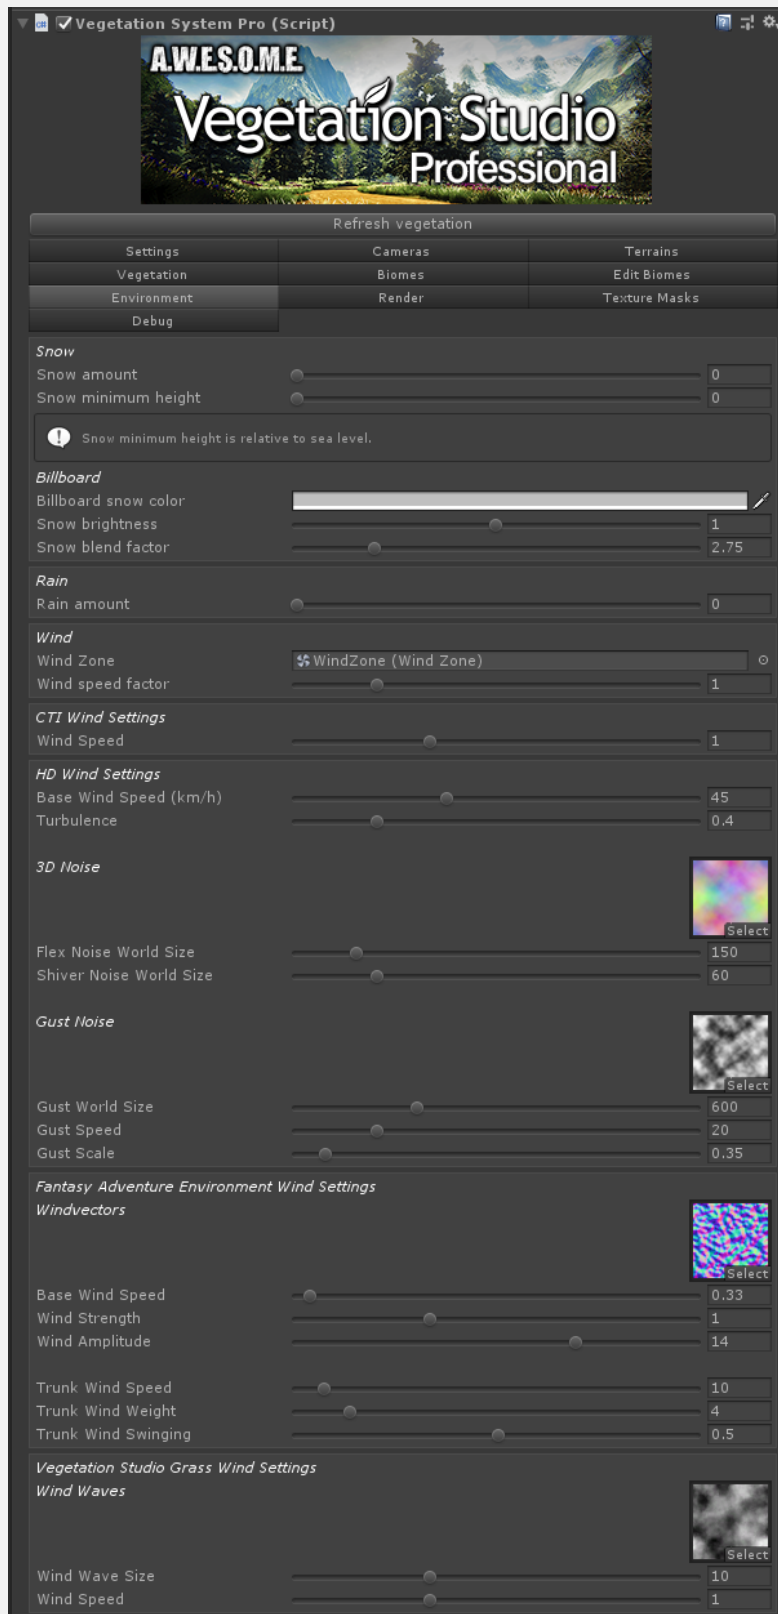 Vegetation System Pro (Script)
A.W.E.S.O.M.E.
Vegetation Studio
Professional
Refresh vegetation
Settings Cameras Terrains
Vegetation Biomes Edit Biomes
Environment Render Texture Masks
Debug
Snow
Snow amount 0
Snow minimum height 0
Snow minimum height is relative to sea level.
Billboard
Billboard snow color
Snow brightness 1
Snow blend factor 2.75
Rain
Rain amount 0
Wind
Wind Zone WindZone (Wind Zone)
Wind speed factor 1
CTI Wind Settings
Wind Speed 1
HD Wind Settings
Base Wind Speed (km/h) 45
Turbulence 0.4
3D Noise
Select
Flex Noise World Size 150
Shiver Noise World Size 60
Gust Noise
Select
Gust World Size 600
Gust Speed 20
Gust Scale 0.35
Fantasy Adventure Environment Wind Settings
Windvectors
Select
Base Wind Speed 0.33
Wind Strength 1
Wind Amplitude 14
Trunk Wind Speed 10
Trunk Wind Weight 4
Trunk Wind Swinging 0.5
Vegetation Studio Grass Wind Settings
Wind Waves
Select
Wind Wave Size 10
Wind Speed 1